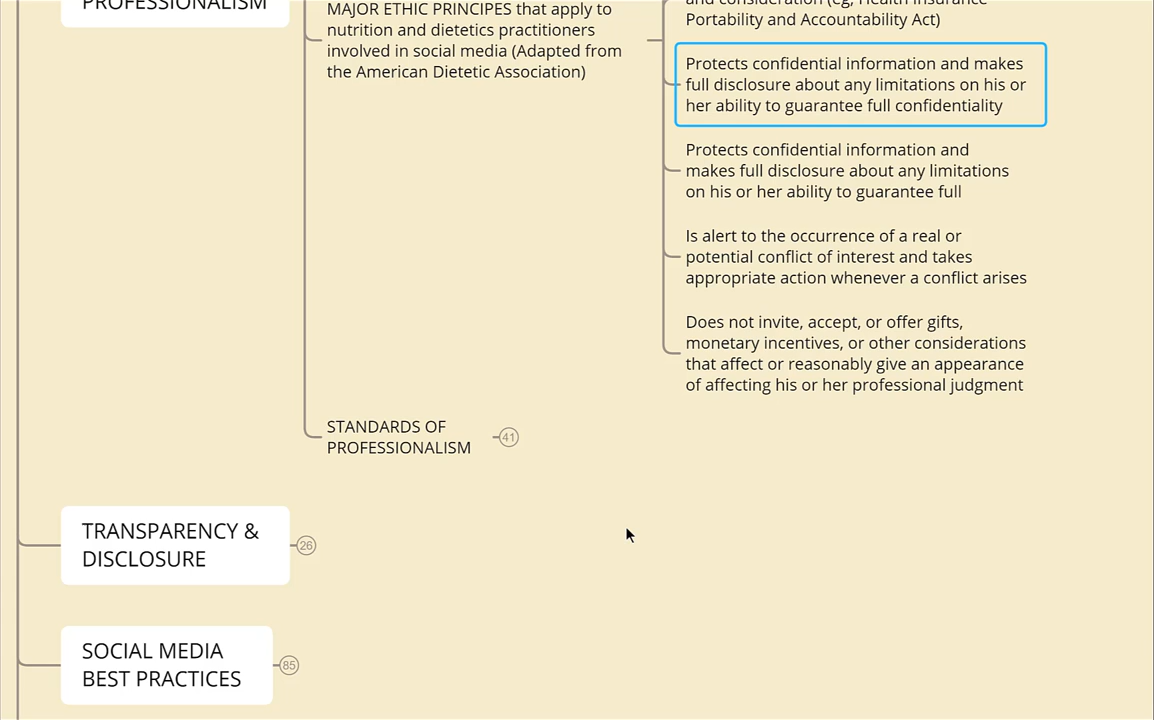 PROFESSIONALISM
MAJOR ETHIC PRINCIPES that apply to
nutrition and dietetics practitioners
involved in social media (Adapted from
the American Dietetic Association)
and consideration (eg, Health Insurance
Portability and Accountability Act)
Protects confidential information and makes
full disclosure about any limitations on his or
her ability to guarantee full confidentiality
Protects confidential information and
makes full disclosure about any limitations
on his or her ability to guarantee full
Is alert to the occurrence of a real or
potential conflict of interest and takes
appropriate action whenever a conflict arises
Does not invite, accept, or offer gifts,
monetary incentives, or other considerations
that affect or reasonably give an appearance
of affecting his or her professional judgment
STANDARDS OF
PROFESSIONALISM
41
TRANSPARENCY &
DISCLOSURE
26
SOCIAL MEDIA
BEST PRACTICES
85